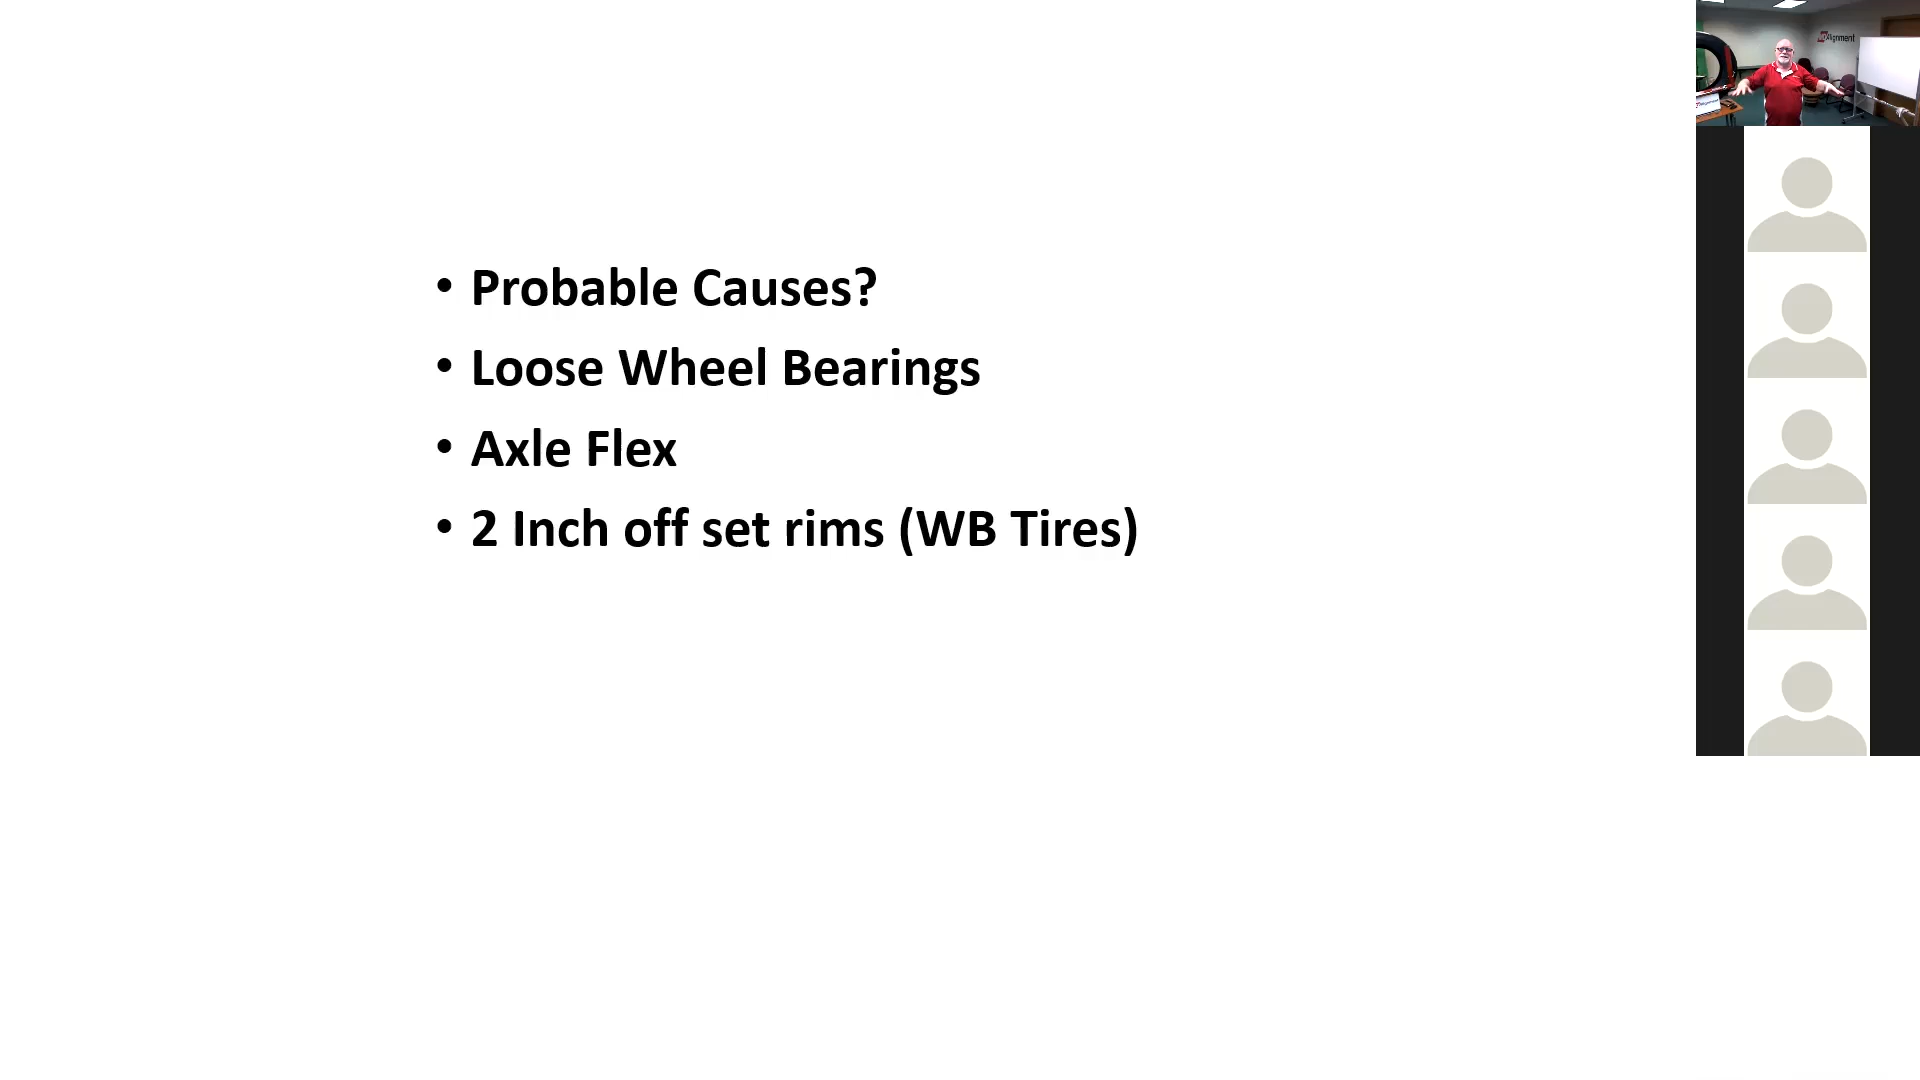 • Probable Causes?
• Loose Wheel Bearings
• Axle Flex
• 2 Inch off set rims (WB Tires)